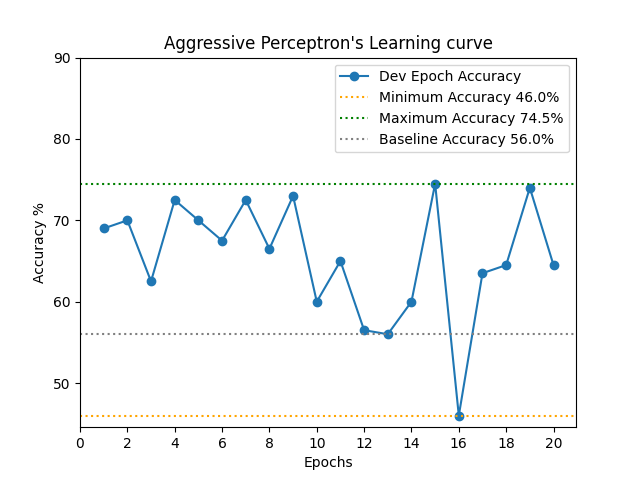 Aggressive Perceptron's Learning curve
Dev Epoch Accuracy
Minimum Accuracy 46.0%
Maximum Accuracy 74.5%
Baseline Accuracy 56.0%
Accuracy %
90
80
70
60
50
0 2 4 6 8 10 12 14 16 18 20
Epochs